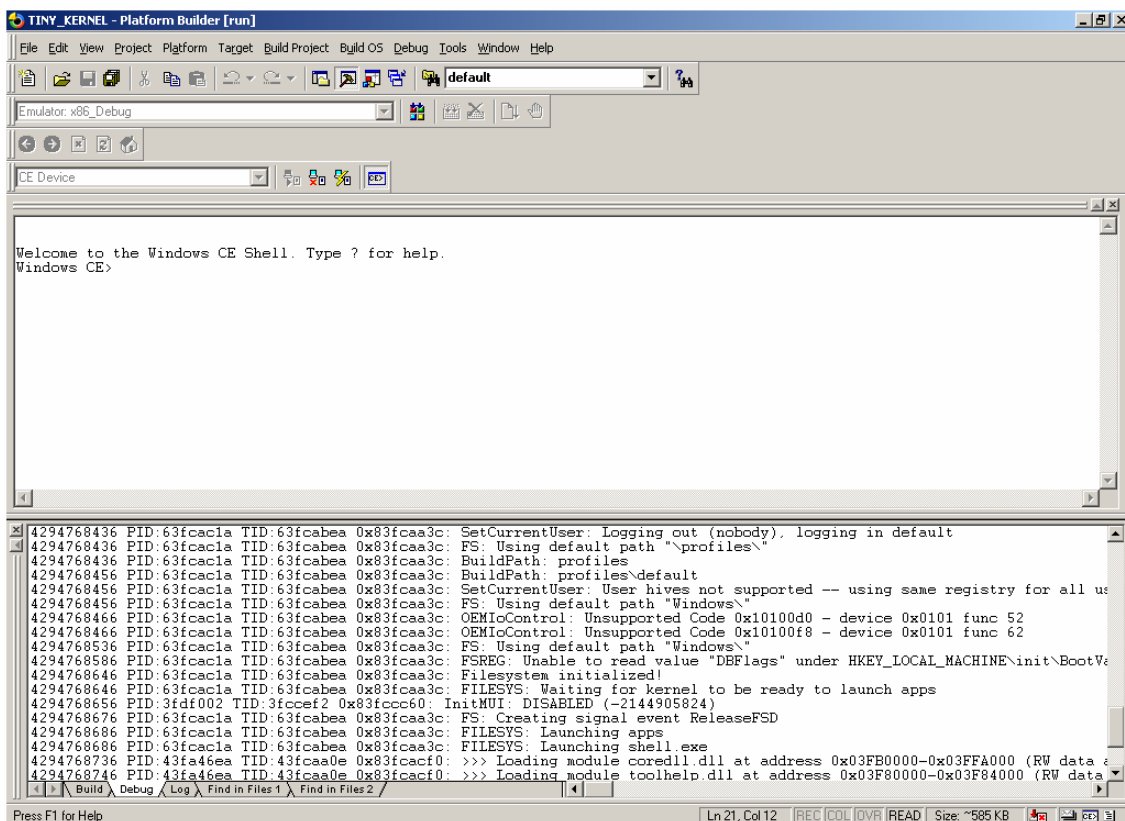 TINY_KERNEL - Platform Builder [run]
File Edit View Project Platform Target Build Project Build OS Debug Tools Window Help
default
Emulator: x86_Debug
CE Device
Welcome to the Windows CE Shell. Type ? for help.
Windows CE>
4294768436 PID:63fcac1a TID:63fcabea 0x83fcaa3c: SetCurrentUser: Logging out (nobody), logging in default
4294768436 PID:63fcac1a TID:63fcabea 0x83fcaa3c: FS: Using default path "\profiles\"
4294768436 PID:63fcac1a TID:63fcabea 0x83fcaa3c: BuildPath: profiles
4294768456 PID:63fcac1a TID:63fcabea 0x83fcaa3c: BuildPath: profiles\default
4294768456 PID:63fcac1a TID:63fcabea 0x83fcaa3c: SetCurrentUser: User hives not supported -- using same registry for all us
4294768456 PID:63fcac1a TID:63fcabea 0x83fcaa3c: FS: Using default path "Windows\"
4294768466 PID:63fcac1a TID:63fcabea 0x83fcaa3c: OEMIoControl: Unsupported Code 0x10100d0 - device 0x0101 func 52
4294768466 PID:63fcac1a TID:63fcabea 0x83fcaa3c: OEMIoControl: Unsupported Code 0x10100f8 - device 0x0101 func 62
4294768536 PID:63fcac1a TID:63fcabea 0x83fcaa3c: FS: Using default path "Windows\"
4294768586 PID:63fcac1a TID:63fcabea 0x83fcaa3c: FSREG: Unable to read value "DBFlags" under HKEY_LOCAL_MACHINE\init\BootVa
4294768646 PID:63fcac1a TID:63fcabea 0x83fcaa3c: Filesystem initialized!
4294768646 PID:63fcac1a TID:63fcabea 0x83fcaa3c: FILESYS: Waiting for kernel to be ready to launch apps
4294768656 PID:3fdf002 TID:3fccef2 0x83fccc60: InitMUI: DISABLED (-2144905824)
4294768676 PID:63fcac1a TID:63fcabea 0x83fcaa3c: FS: Creating signal event ReleaseFSD
4294768686 PID:63fcac1a TID:63fcabea 0x83fcaa3c: FILESYS: Launching apps
4294768686 PID:63fcac1a TID:63fcabea 0x83fcaa3c: FILESYS: Launching shell.exe
4294768736 PID:43fa46ea TID:43fcaa0e 0x83fcacf0: >>> Loading module coredll.dll at address 0x03FB0000-0x03FFA000 (RW data a
4294768746 PID:43fa46ea TID:43fcaa0e 0x83fcacf0: >>> Loading module toolhelp.dll at address 0x03F80000-0x03F84000 (RW data
Build Debug Log Find in Files 1 Find in Files 2
Press F1 for Help Ln 21, Col 12 REC COL OVR READ Size: ~585 KB